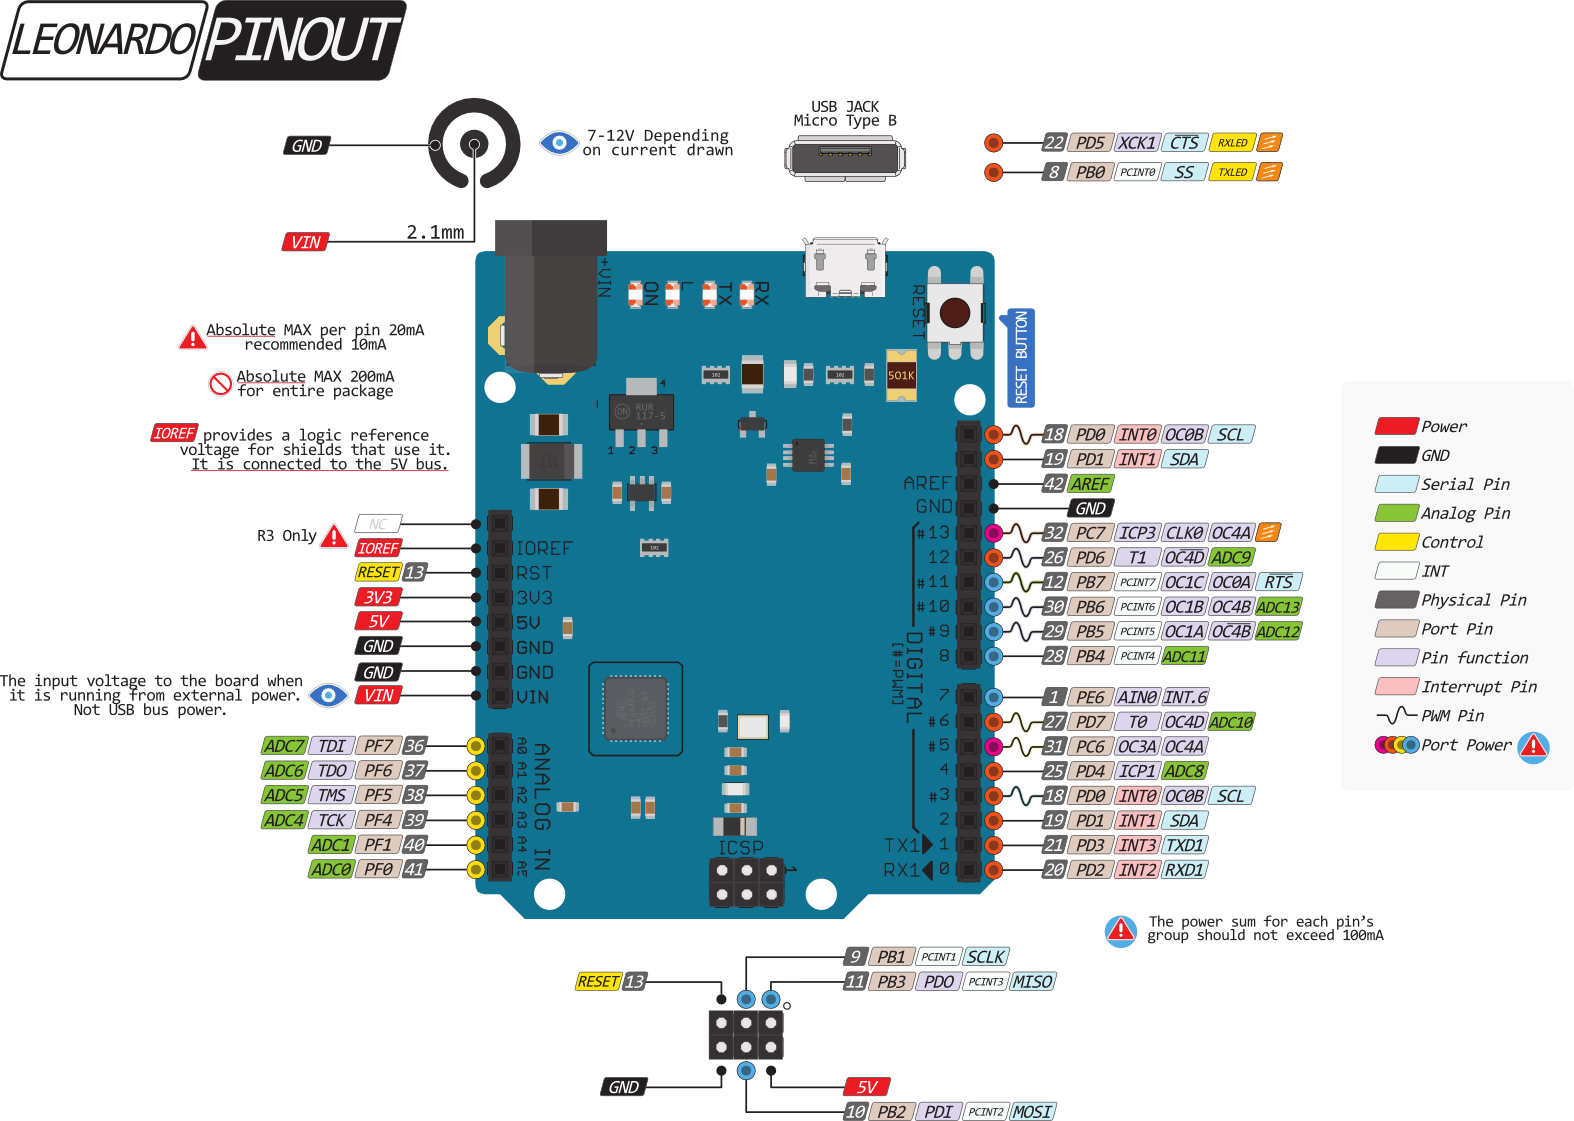 LEONARDO PINOUT
USB JACK
Micro Type B
GND
7-12V Depending
on current drawn
VIN
2.1mm
22 PD5 XCK1 CTS RXLED
8 PB0 PCINT0 SS TXLED
+VIN
ON
L
TX
RX
RESET
RESET BUTTON
Absolute MAX per pin 20mA
recommended 10mA
Absolute MAX 200mA
for entire package
IOREF provides a logic reference
voltage for shields that use it.
It is connected to the 5V bus.
102
102
501K
4
ON RUR
117-5
1 2 3
M7
102
R3 Only
NC
IOREF
RESET 13
3V3
5V
GND
GND
VIN
The input voltage to the board when
it is running from external power.
Not USB bus power.
IOREF
RST
3V3
5V
GND
GND
VIN
ADC7 TDI PF7 36
ADC6 TDO PF6 37
ADC5 TMS PF5 38
ADC4 TCK PF4 39
ADC1 PF1 40
ADC0 PF0 41
A0
A1
A2
A3
A4
A5
ANALOG IN
ICSP
1
AREF
GND
#13
12
#11
#10
#9
8
DIGITAL
[#=PWM]
7
#6
#5
4
#3
2
TX1 1
RX1 0
18 PD0 INT0 OC0B SCL
19 PD1 INT1 SDA
42 AREF
GND
32 PC7 ICP3 CLK0 OC4A
26 PD6 T1 OC4D ADC9
12 PB7 PCINT7 OC1C OC0A RTS
30 PB6 PCINT6 OC1B OC4B ADC13
29 PB5 PCINT5 OC1A OC4B ADC12
28 PB4 PCINT4 ADC11
1 PE6 AIN0 INT.6
27 PD7 T0 OC4D ADC10
31 PC6 OC3A OC4A
25 PD4 ICP1 ADC8
18 PD0 INT0 OC0B SCL
19 PD1 INT1 SDA
21 PD3 INT3 TXD1
20 PD2 INT2 RXD1
Power
GND
Serial Pin
Analog Pin
Control
INT
Physical Pin
Port Pin
Pin function
Interrupt Pin
PWM Pin
Port Power
The power sum for each pin's
group should not exceed 100mA
9 PB1 PCINT1 SCLK
RESET 13
11 PB3 PDO PCINT3 MISO
GND
5V
10 PB2 PDI PCINT2 MOSI